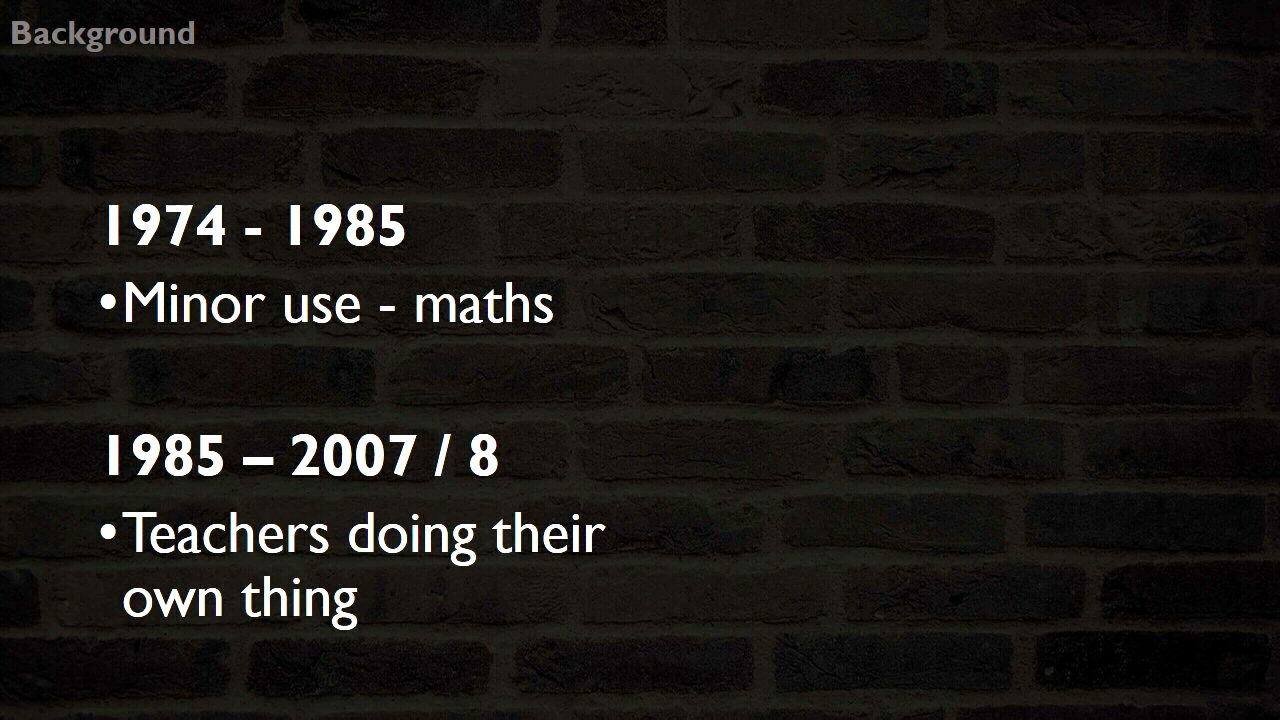 Background
1974 - 1985
•Minor use - maths
1985 – 2007 / 8
•Teachers doing their
own thing